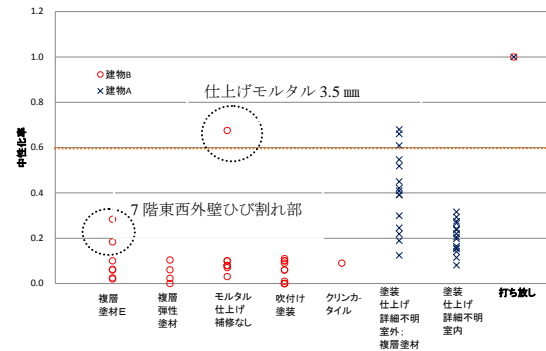 1.2
1.0
0.8
0.6
0.4
0.2
0.0
中性化率
建物B
建物A
仕上げモルタル 3.5 ㎜
7 階東西外壁ひび割れ部
複層
塗材E
複層
弾性
塗材
モルタル
仕上げ
補修なし
吹付け
塗装
クリンカ-
タイル
塗装
仕上げ
詳細不明
室外:
複層塗材
塗装
仕上げ
詳細不明
室内
打ち放し